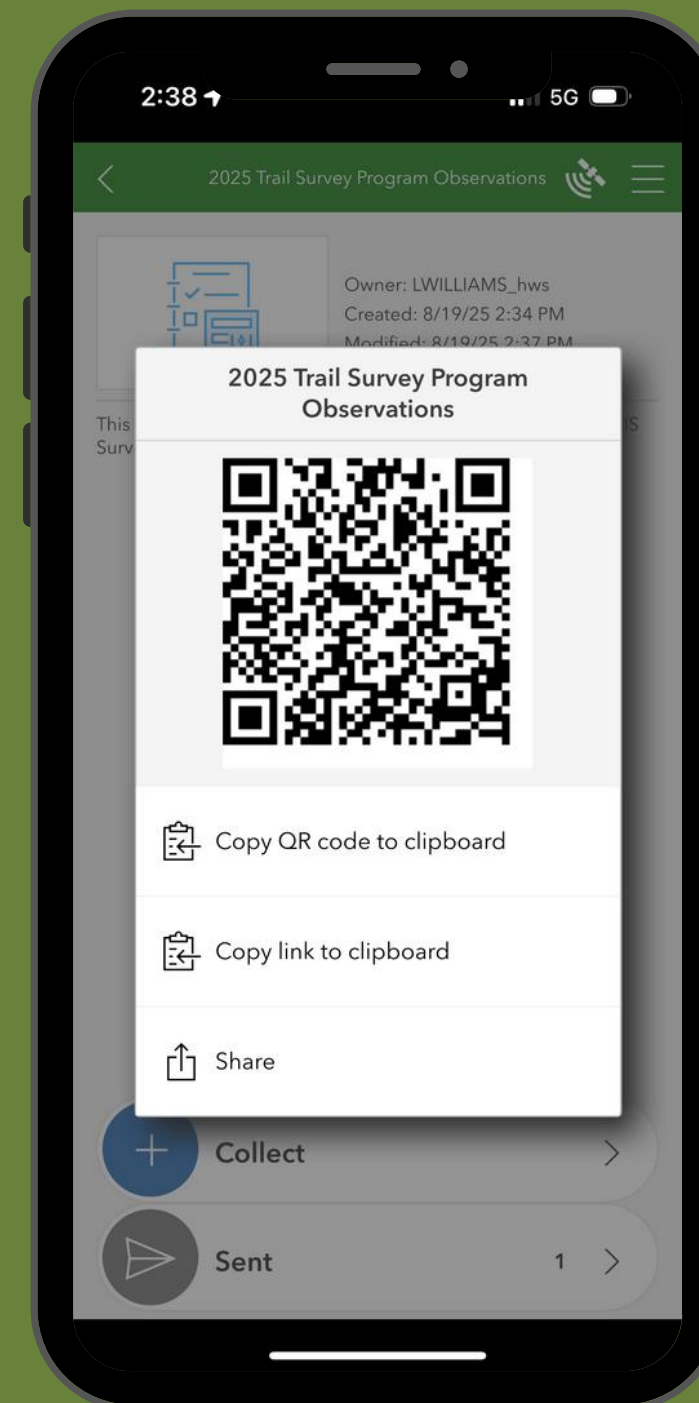 2:38
5G
2025 Trail Survey Program Observations
Owner: LWILLIAMS_hws
Created: 8/19/25 2:34 PM
Modified: 8/19/25 2:37 PM
This
Surv
2025 Trail Survey Program
Observations
Copy QR code to clipboard
Copy link to clipboard
Share
Collect
Sent 1